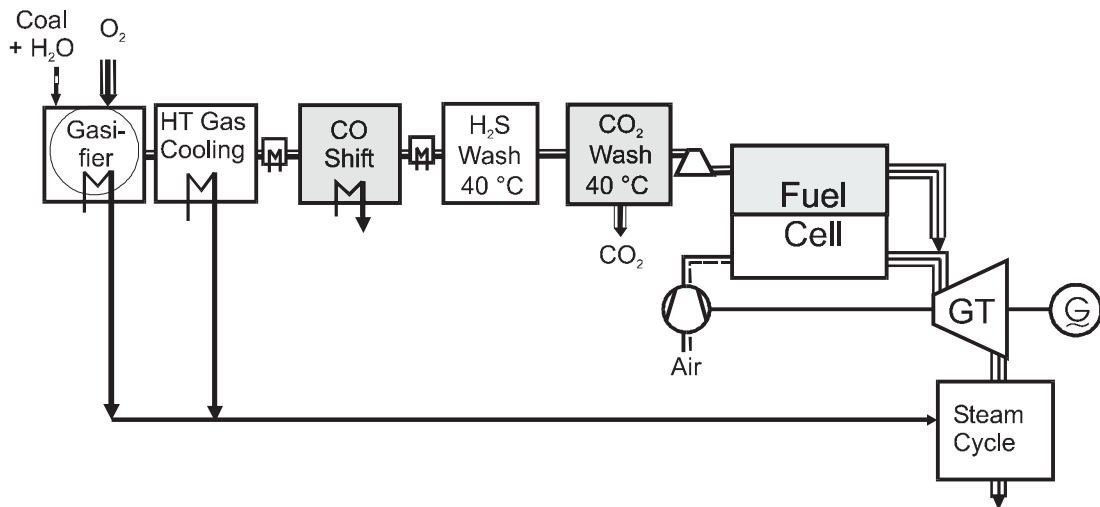 Coal
+ H₂O
O₂
Gasi-
fier
HT Gas
Cooling
CO
Shift
H₂S
Wash
40 °C
CO₂
Wash
40 °C
CO₂
Fuel
Cell
Air
GT
G
Steam
Cycle